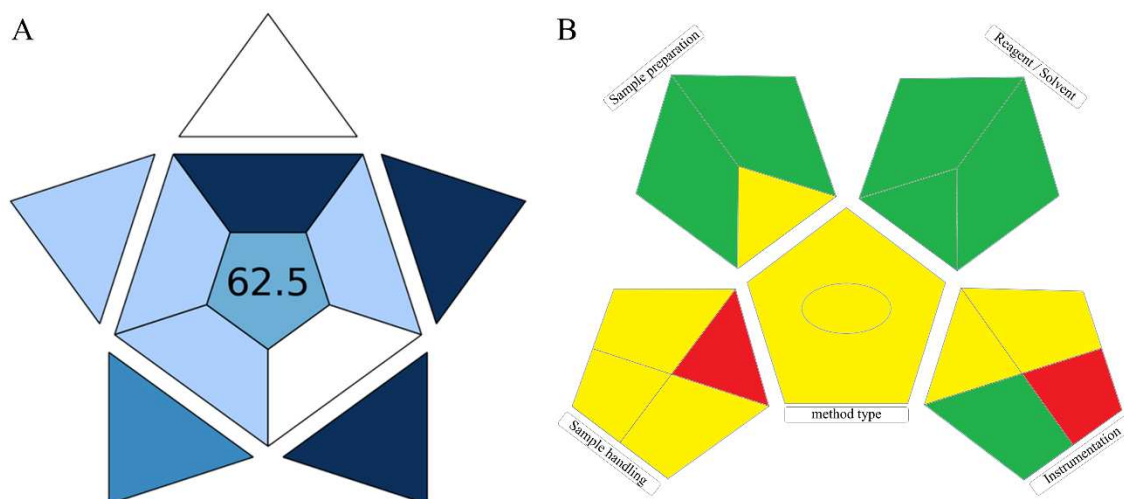 A
62.5
B
Sample preparation
Reagent / Solvent
Sample handling
method type
Instrumentation